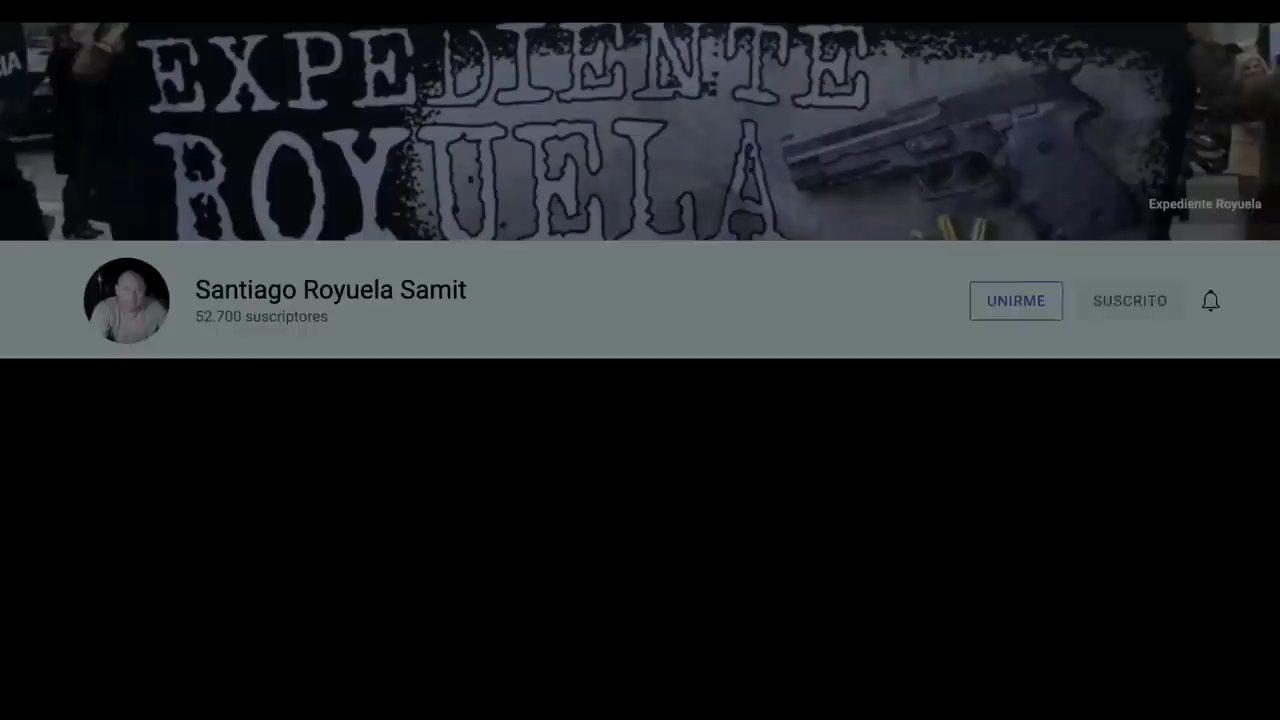 EXPEDIENTE
ROYUELA
Expediente Royuela
Santiago Royuela Samit
52.700 suscriptores
UNIRME
SUSCRITO